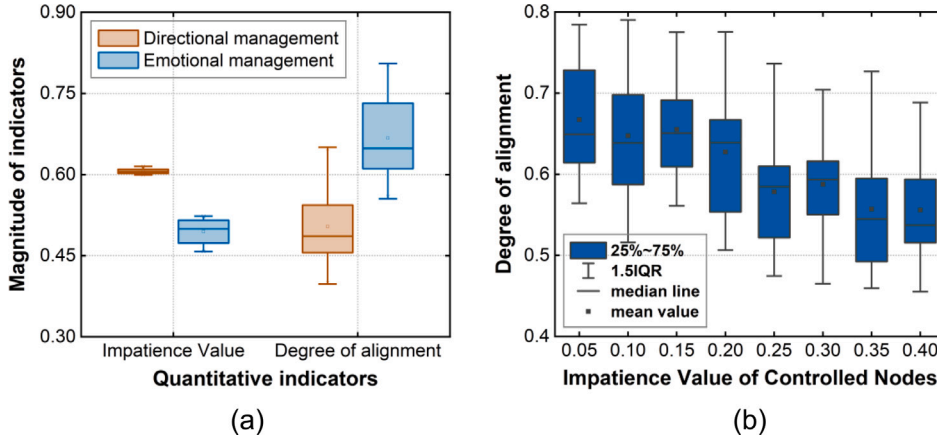 0.90
0.75
0.60
0.45
0.30
Magnitude of indicators
Directional management
Emotional management
Impatience Value
Degree of alignment
Quantitative indicators
(a)
0.8
0.7
0.6
0.5
0.4
Degree of alignment
25%~75%
1.5IQR
median line
mean value
0.05 0.10 0.15 0.20 0.25 0.30 0.35 0.40
Impatience Value of Controlled Nodes
(b)